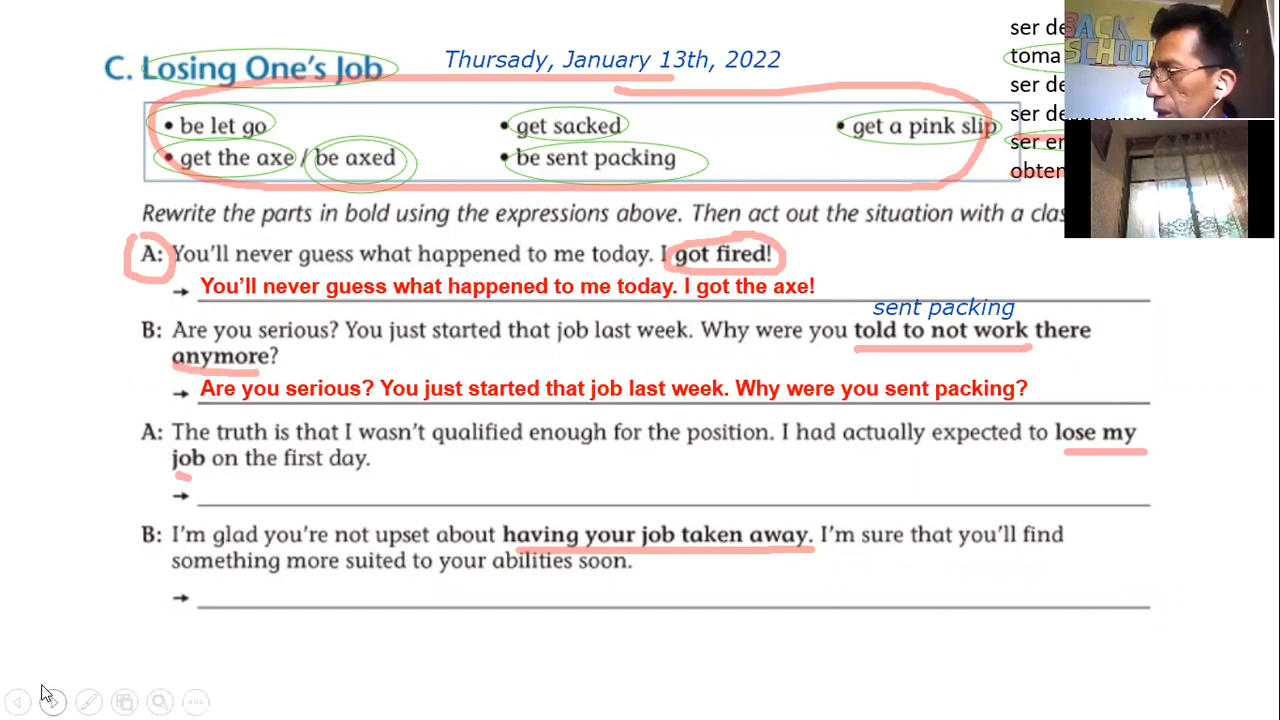 C. Losing One's Job
Thursady, January 13th, 2022
• be let go
• get sacked
• get a pink slip
• get the axe / be axed
• be sent packing
ser
toma
ser
ser
ser
BACK
SCHOOL
Rewrite the parts in bold using the expressions above. Then act out the situation with a
A: You'll never guess what happened to me today. I got fired!
→ You'll never guess what happened to me today. I got the axe!
sent packing
B: Are you serious? You just started that job last week. Why were you told to not work there
anymore?
→ Are you serious? You just started that job last week. Why were you sent packing?
A: The truth is that I wasn't qualified enough for the position. I had actually expected to lose my
job on the first day.
→
B: I'm glad you're not upset about having your job taken away. I'm sure that you'll find
something more suited to your abilities soon.
→